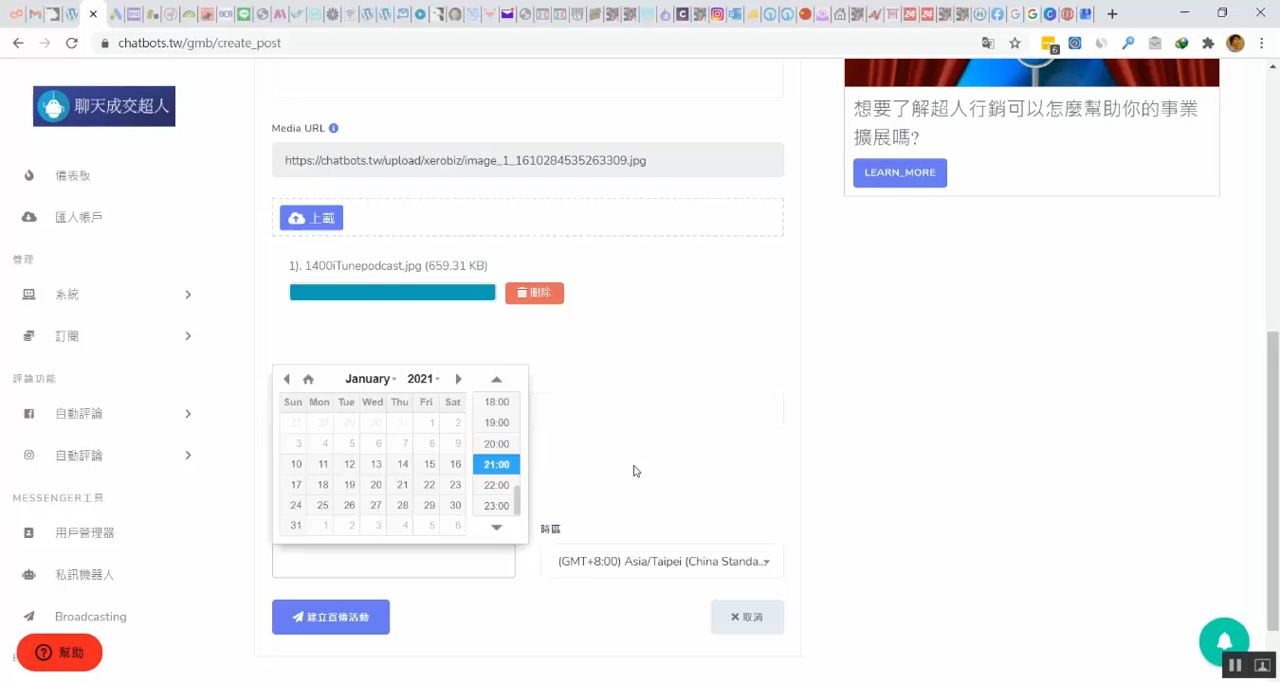 chatbots.tw/gmb/create_post
聊天成交超人
儀表板
匯入帳戶
管理
系統
訂閱
評論功能
自動評論
自動評論
MESSENGER工具
用戶管理器
私訊機器人
Broadcasting
幫助
Media URL
https://chatbots.tw/upload/xerobiz/image_1_1610284535263309.jpg
上載
1). 1400iTunepodcast.jpg (659.31 KB)
刪除
January 2021
Sun Mon Tue Wed Thu Fri Sat
27 28 29 30 31 1 2
3 4 5 6 7 8 9
10 11 12 13 14 15 16
17 18 19 20 21 22 23
24 25 26 27 28 29 30
31 1 2 3 4 5 6
18:00
19:00
20:00
21:00
22:00
23:00
時區
(GMT+8:00) Asia/Taipei (China Standa...
建立宣傳活動
取消
想要了解超人行銷可以怎麼幫助你的事業
擴展嗎?
LEARN_MORE